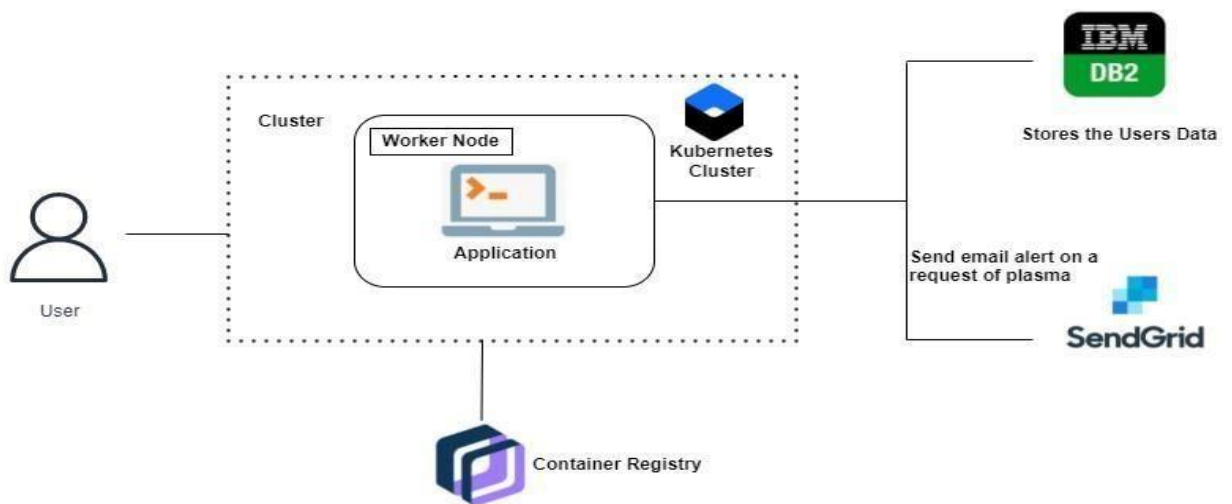 IBM
DB2
Stores the Users Data
Cluster
Worker Node
Kubernetes
Cluster
Application
User
Send email alert on a
request of plasma
SendGrid
Container Registry